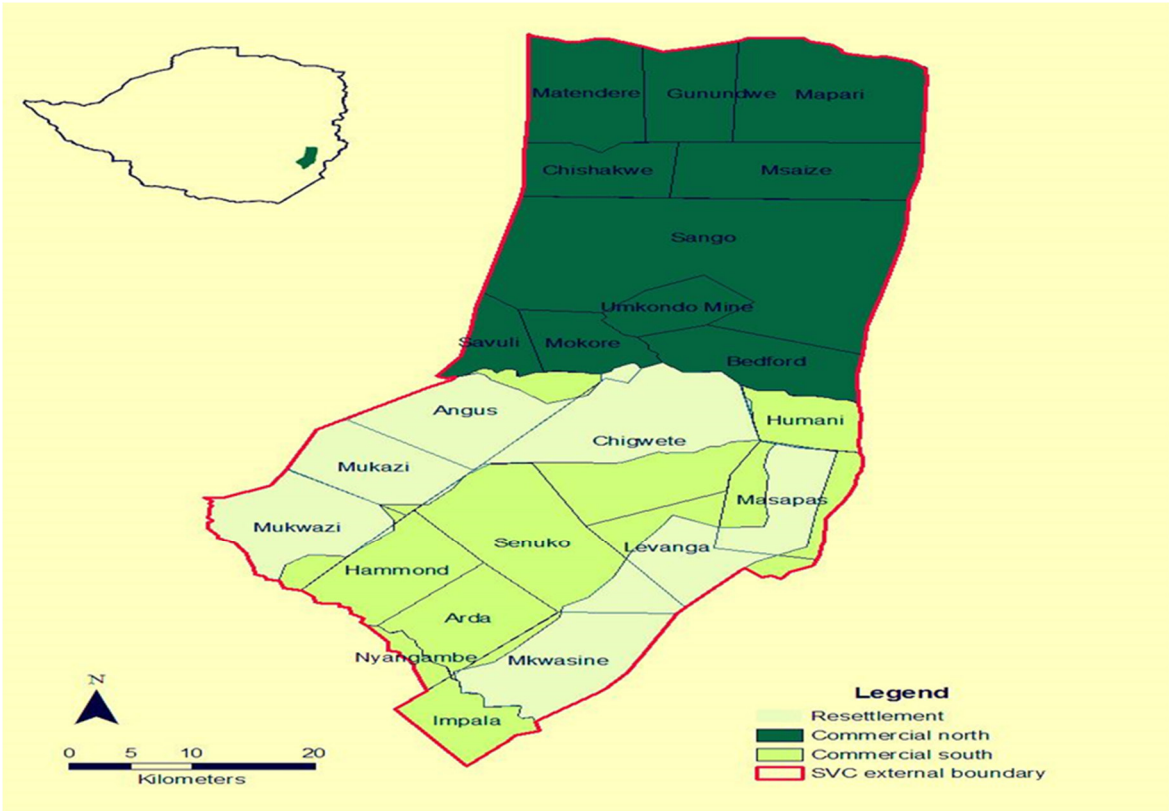 Matendere Gunundwe Mapari
Chishakwe Msaize
Sango
Umkondo Mine
Savuli Mokore
Bedford
Angus
Humani
Chigwete
Mukazi
Masapas
Mukwazi
Senuko
Levanga
Hammond
Arda
Nyangambe
Mkwasine
Impala
N
0 5 10 20
Kilometers
Legend
Resettlement
Commercial north
Commercial south
SVC external boundary